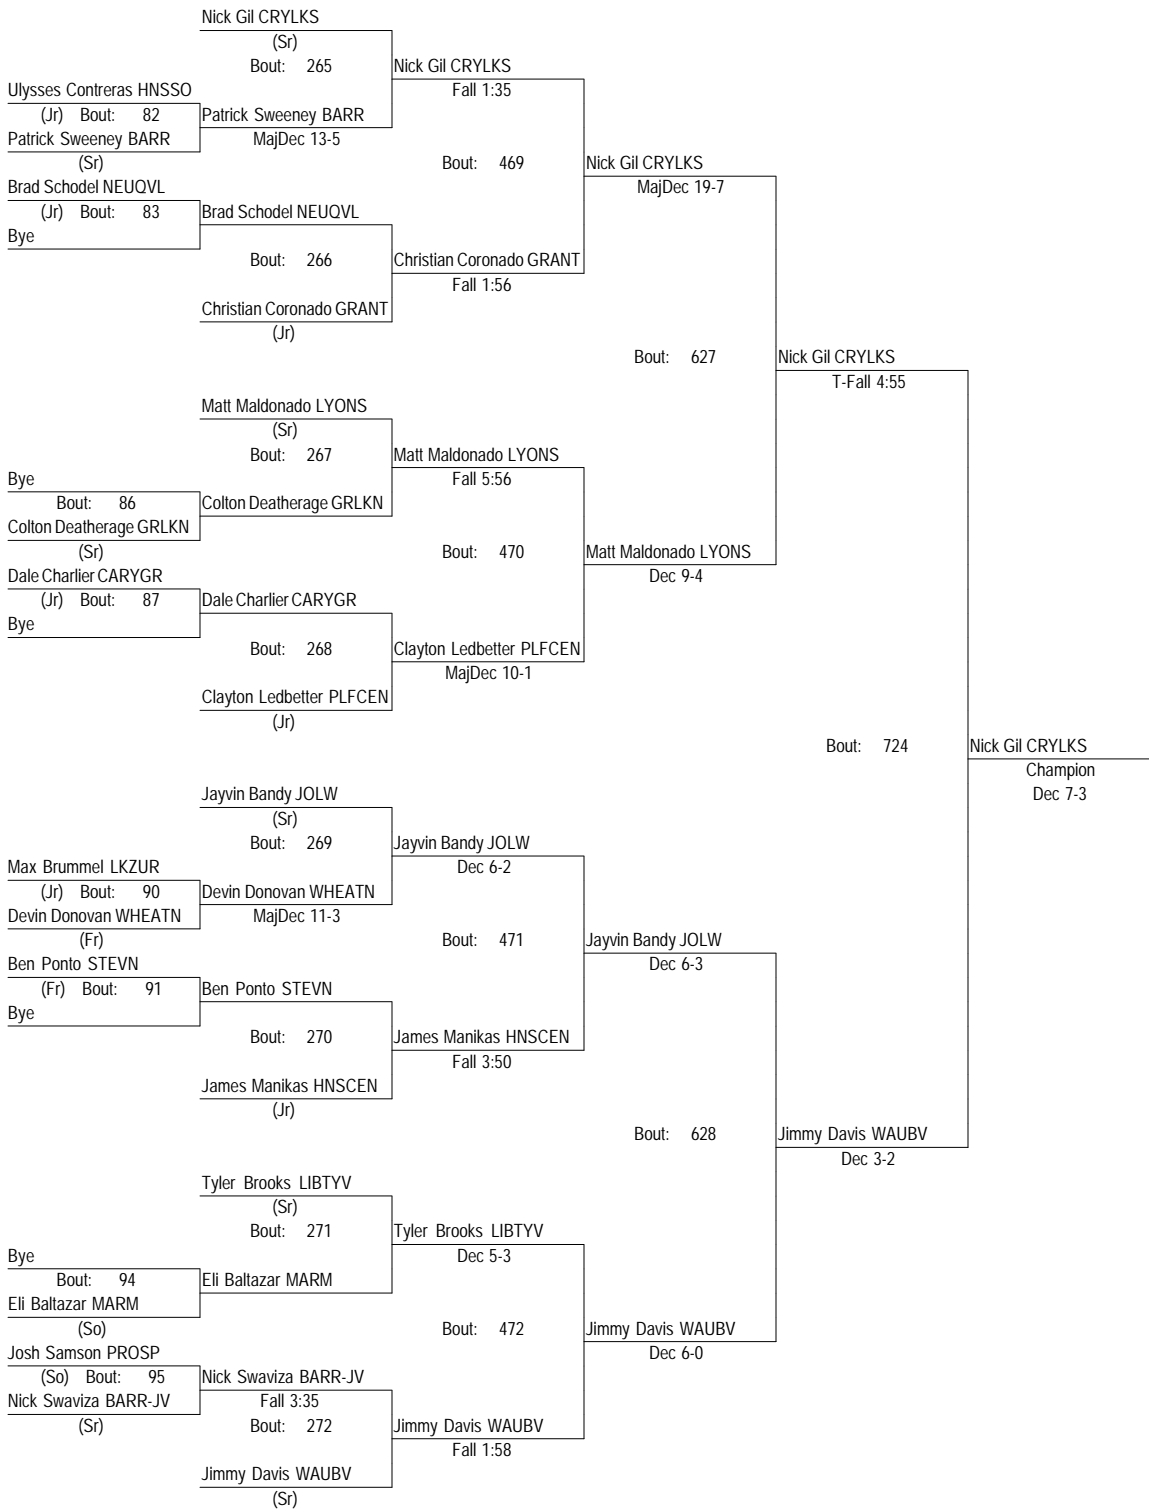 Nick Gil CRYLKS
(Sr)
Bout: 265
Nick Gil CRYLKS
Fall 1:35
Ulysses Contreras HNSSO
(Jr) Bout: 82
Patrick Sweeney BARR
Patrick Sweeney BARR
MajDec 13-5
(Sr)
Bout: 469
Nick Gil CRYLKS
MajDec 19-7
Brad Schodel NEUQVL
(Jr) Bout: 83
Brad Schodel NEUQVL
Bye
Bout: 266
Christian Coronado GRANT
Fall 1:56
Christian Coronado GRANT
(Jr)
Bout: 627
Nick Gil CRYLKS
T-Fall 4:55
Matt Maldonado LYONS
(Sr)
Bout: 267
Matt Maldonado LYONS
Fall 5:56
Bye
Bout: 86
Colton Deatherage GRLKN
Colton Deatherage GRLKN
(Sr)
Bout: 470
Matt Maldonado LYONS
Dec 9-4
Dale Charlier CARYGR
(Jr) Bout: 87
Dale Charlier CARYGR
Bye
Bout: 268
Clayton Ledbetter PLFCEN
MajDec 10-1
Clayton Ledbetter PLFCEN
(Jr)
Bout: 724
Nick Gil CRYLKS
Champion
Dec 7-3
Jayvin Bandy JOLW
(Sr)
Bout: 269
Jayvin Bandy JOLW
Dec 6-2
Max Brummel LKZUR
(Jr) Bout: 90
Devin Donovan WHEATN
Devin Donovan WHEATN
MajDec 11-3
(Fr)
Bout: 471
Jayvin Bandy JOLW
Dec 6-3
Ben Ponto STEVN
(Fr) Bout: 91
Ben Ponto STEVN
Bye
Bout: 270
James Manikas HNSCEN
Fall 3:50
James Manikas HNSCEN
(Jr)
Bout: 628
Jimmy Davis WAUBV
Dec 3-2
Tyler Brooks LIBTYV
(Sr)
Bout: 271
Tyler Brooks LIBTYV
Dec 5-3
Bye
Bout: 94
Eli Baltazar MARM
Eli Baltazar MARM
(So)
Bout: 472
Jimmy Davis WAUBV
Dec 6-0
Josh Samson PROSP
(So) Bout: 95
Nick Swaviza BARR-JV
Nick Swaviza BARR-JV
Fall 3:35
(Sr)
Bout: 272
Jimmy Davis WAUBV
Fall 1:58
Jimmy Davis WAUBV
(Sr)